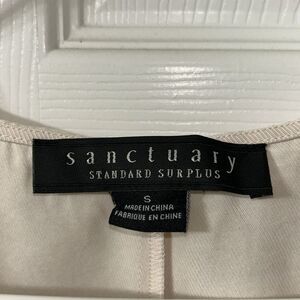 sanctuary
STANDARD SURPLUS
S
MADE IN CHINA
FABRIQUE EN CHINE